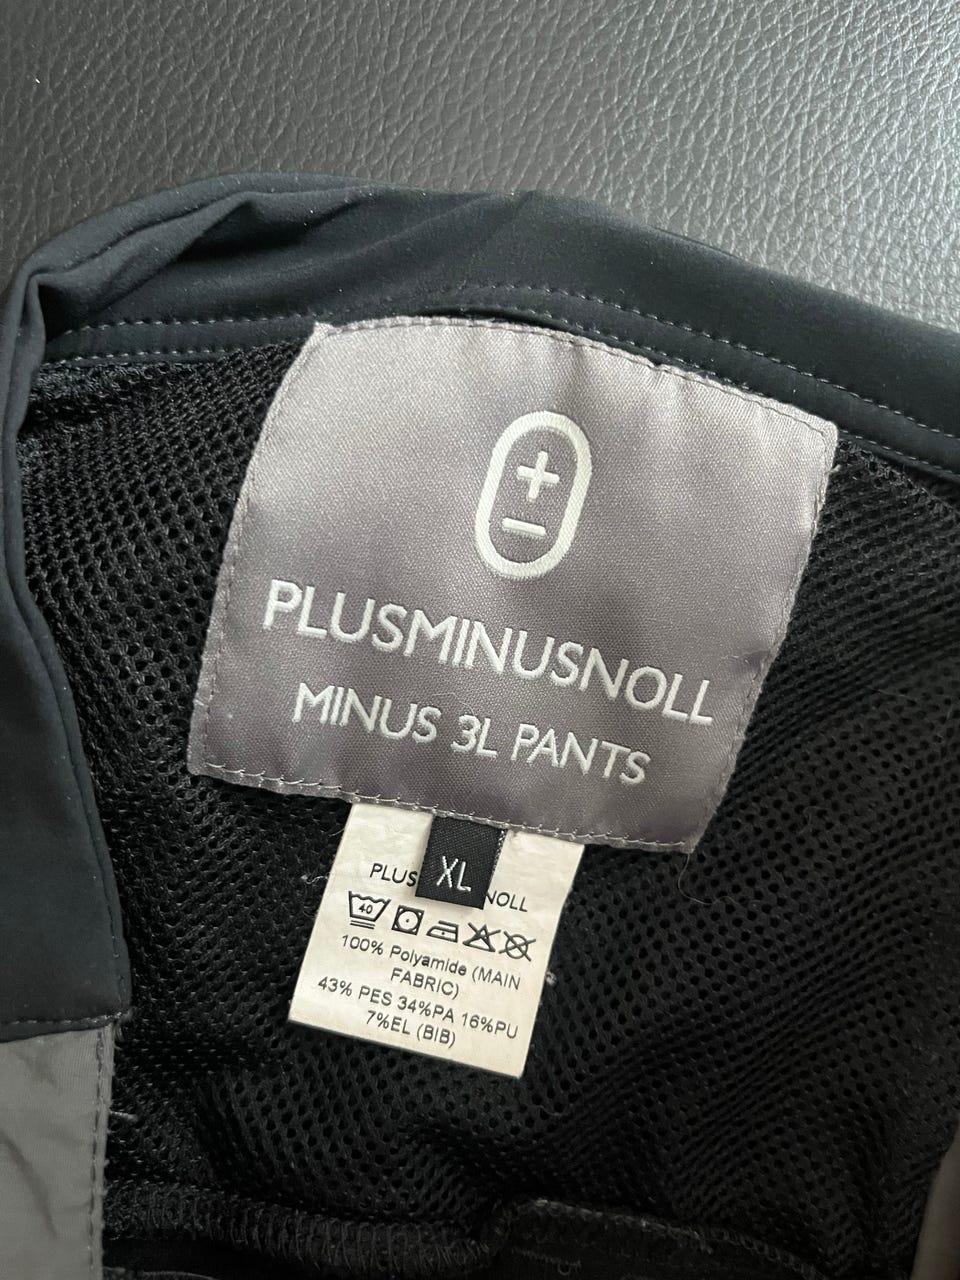 PLUSMINUSNOLL
MINUS 3L PANTS
XL
PLUS NOLL
40
100% Polyamide (MAIN
FABRIC)
43% PES 34%PA 16%PU
7%EL (BIB)